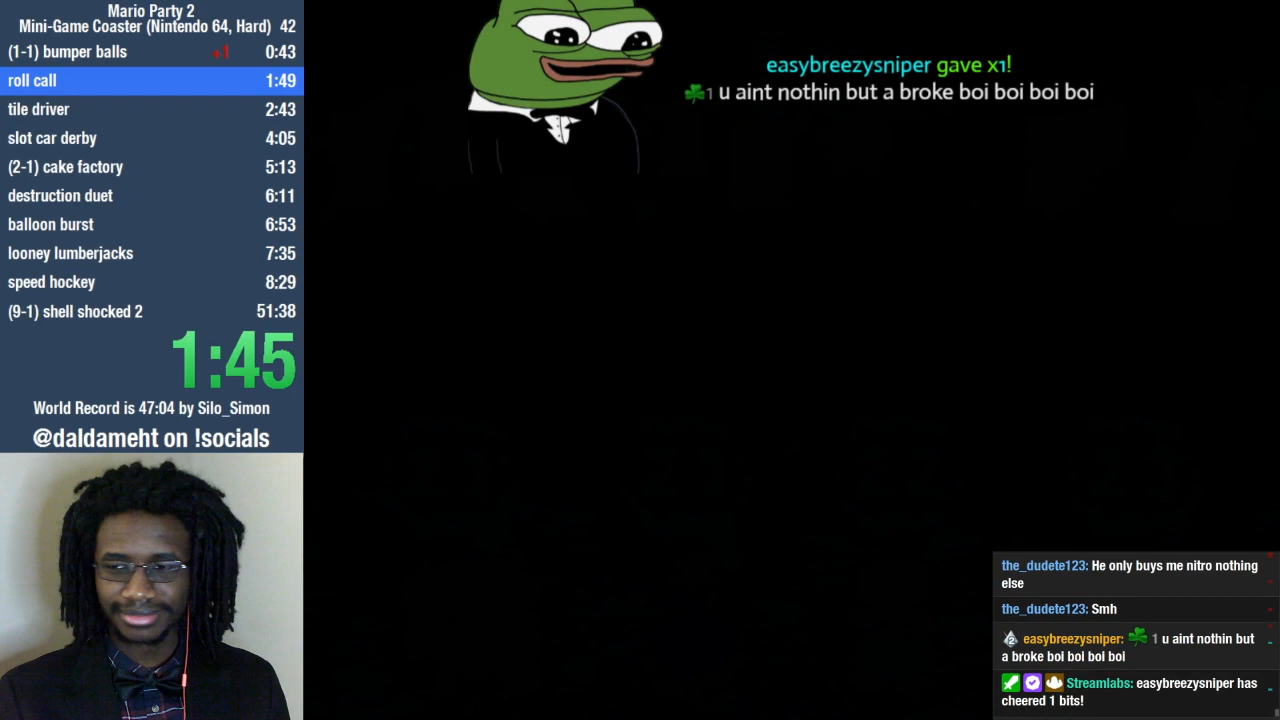 Mario Party 2
Mini-Game Coaster (Nintendo 64, Hard) 42
(1-1) bumper balls +1 0:43
roll call 1:49
tile driver 2:43
slot car derby 4:05
(2-1) cake factory 5:13
destruction duet 6:11
balloon burst 6:53
looney lumberjacks 7:35
speed hockey 8:29
(9-1) shell shocked 2 51:38
1:45
World Record is 47:04 by Silo_Simon
@daldameht on !socials
easybreezysniper gave x1!
1 u aint nothin but a broke boi boi boi boi
the_dudete123: He only buys me nitro nothing
else
the_dudete123: Smh
2 easybreezysniper: 1 u aint nothin but
a broke boi boi boi boi
Streamlabs: easybreezysniper has
cheered 1 bits!